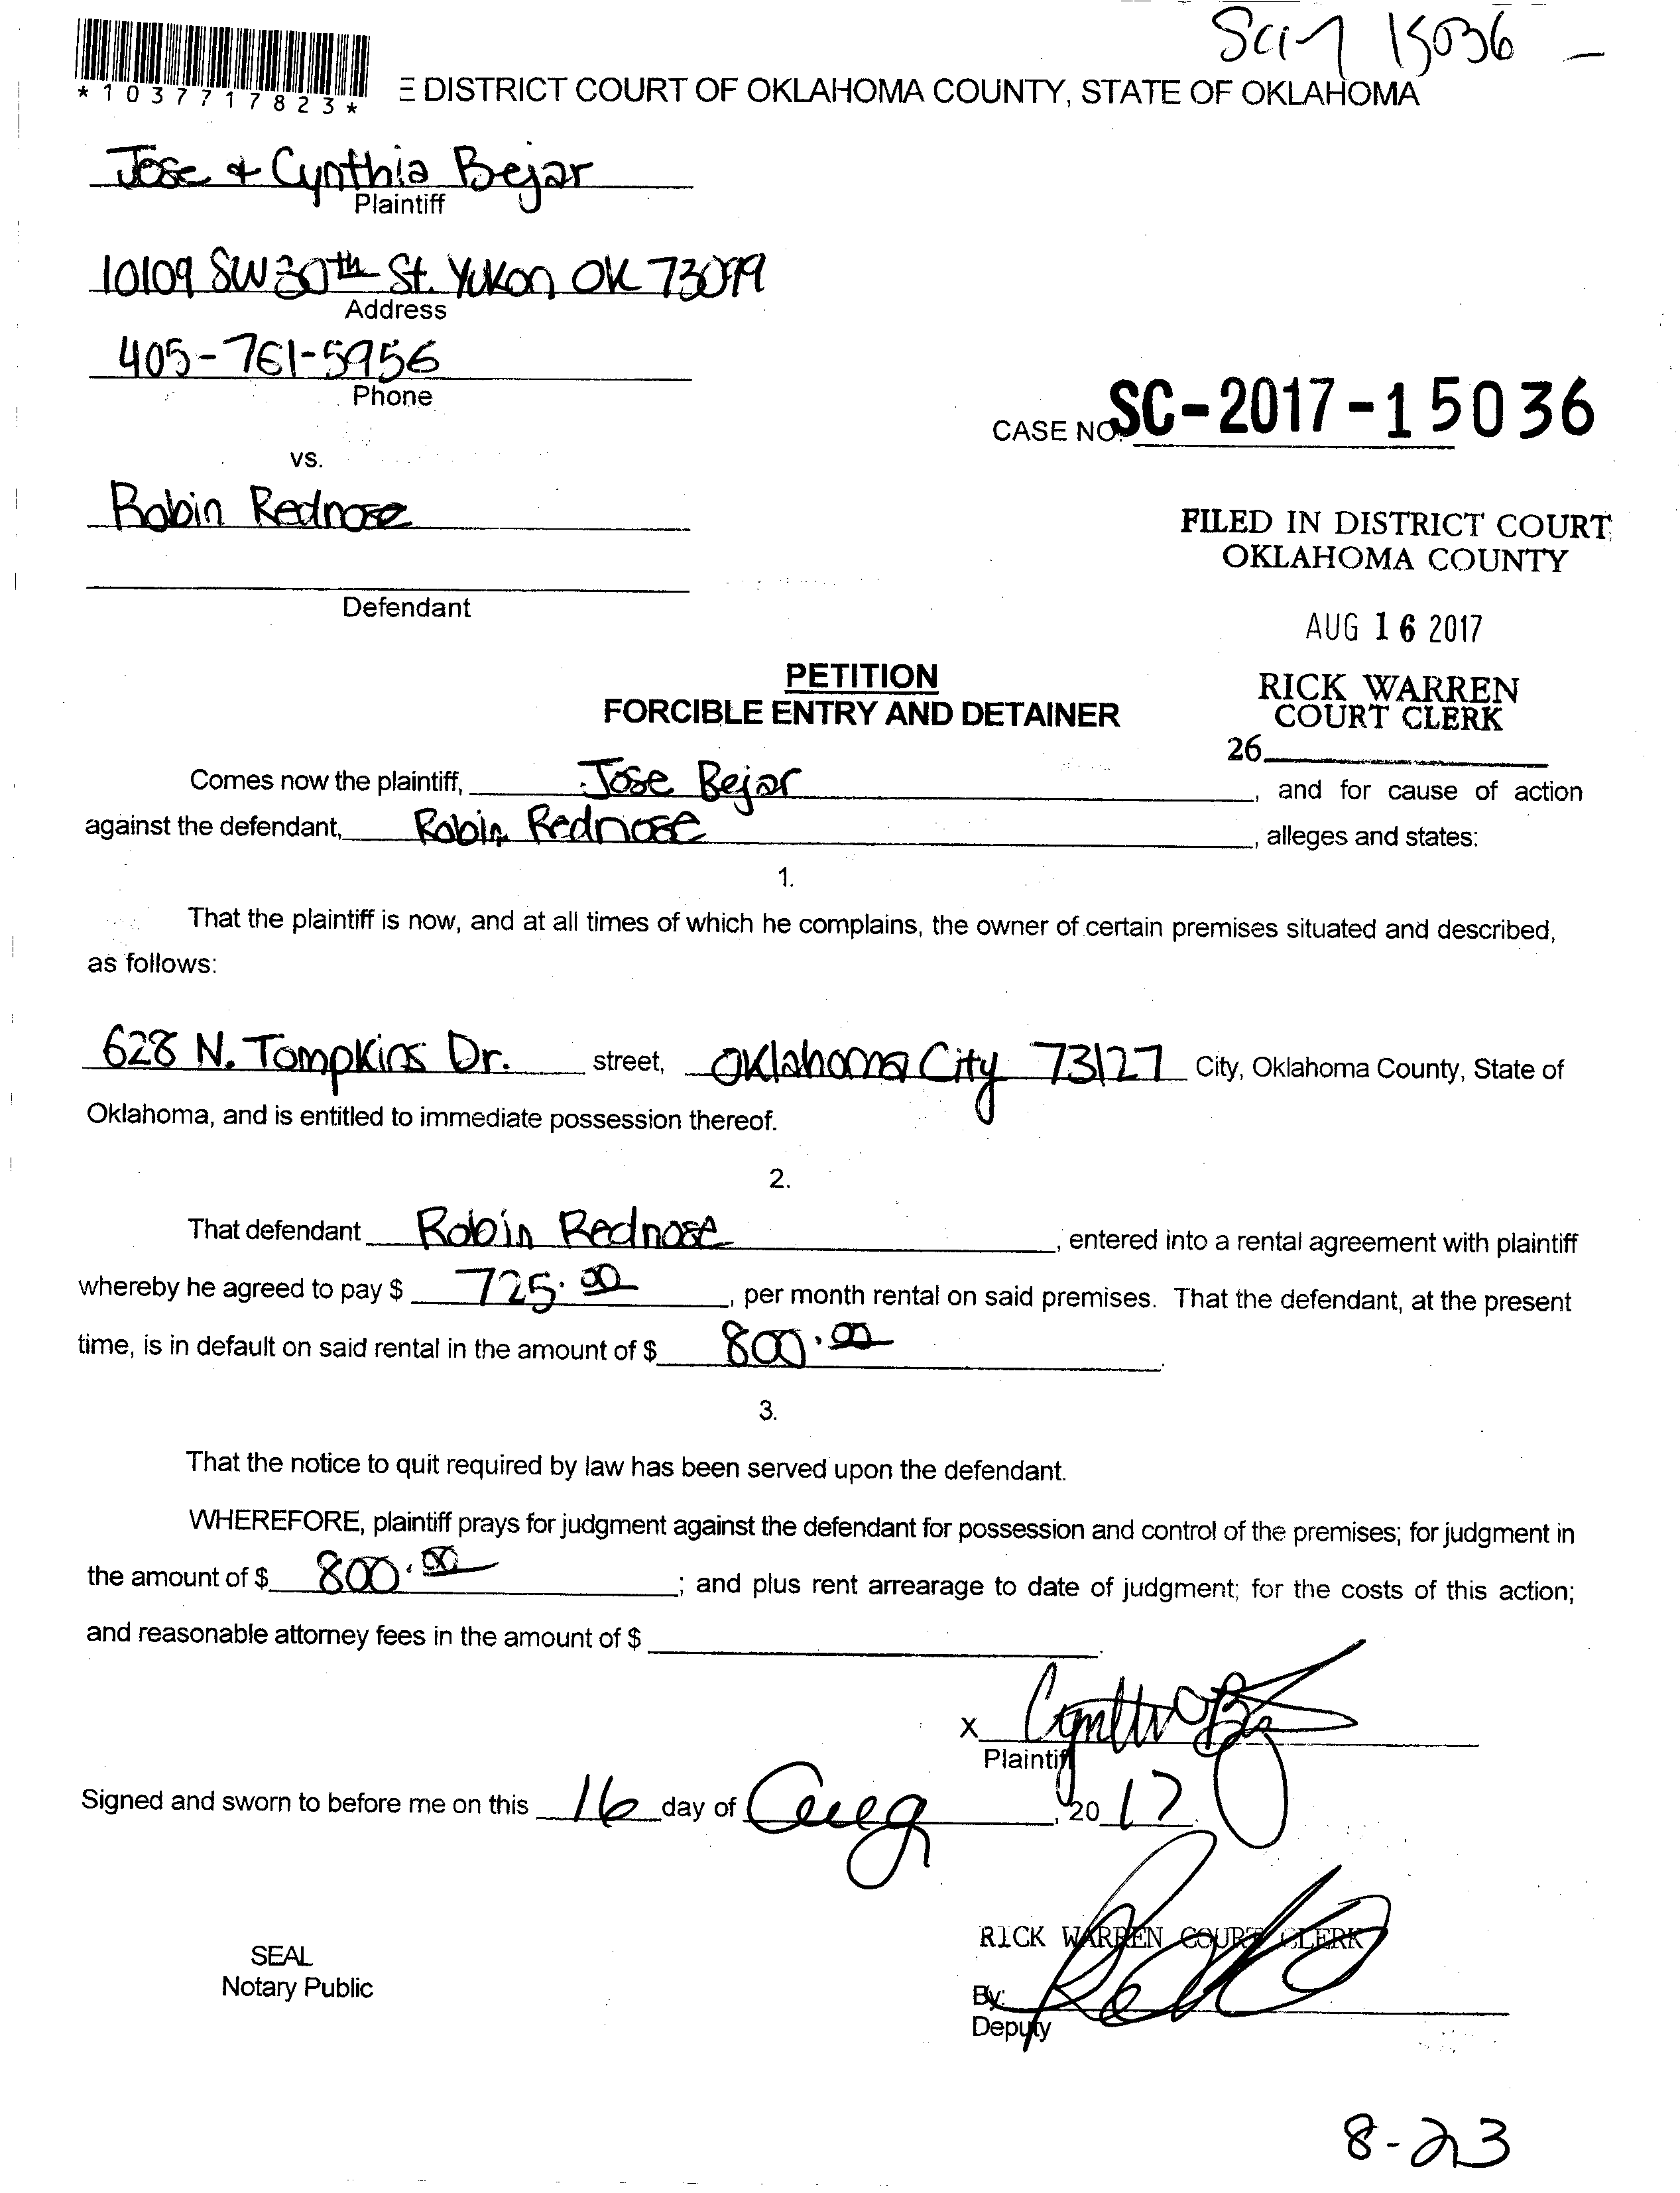 SC17 15036 -
*1037717823*
E DISTRICT COURT OF OKLAHOMA COUNTY, STATE OF OKLAHOMA
Jose & Cynthia Bejar
Plaintiff
10109 SW 30th St. Yukon OK 73099
Address
405-761-5956
Phone
CASE NO. SC-2017-15036
vs.
Robin Rednose
FILED IN DISTRICT COURT
OKLAHOMA COUNTY
Defendant
AUG 16 2017
PETITION
FORCIBLE ENTRY AND DETAINER
RICK WARREN
COURT CLERK
26
Comes now the plaintiff, Jose Bejar, and for cause of action
against the defendant, Robin Rednose, alleges and states:
1.
That the plaintiff is now, and at all times of which he complains, the owner of certain premises situated and described,
as follows:
628 N. Tompkins Dr. street, Oklahoma City 73127 City, Oklahoma County, State of
Oklahoma, and is entitled to immediate possession thereof.
2.
That defendant Robin Rednose, entered into a rental agreement with plaintiff
whereby he agreed to pay $ 725.00, per month rental on said premises. That the defendant, at the present
time, is in default on said rental in the amount of $ 800.00.
3.
That the notice to quit required by law has been served upon the defendant.
WHEREFORE, plaintiff prays for judgment against the defendant for possession and control of the premises; for judgment in
the amount of $ 800.00; and plus rent arrearage to date of judgment; for the costs of this action;
and reasonable attorney fees in the amount of $ .
X
Plaintiff
Signed and sworn to before me on this 16 day of Aug, 2017.
RICK WARREN COURT CLERK
SEAL
Notary Public
By:
Deputy
8-23